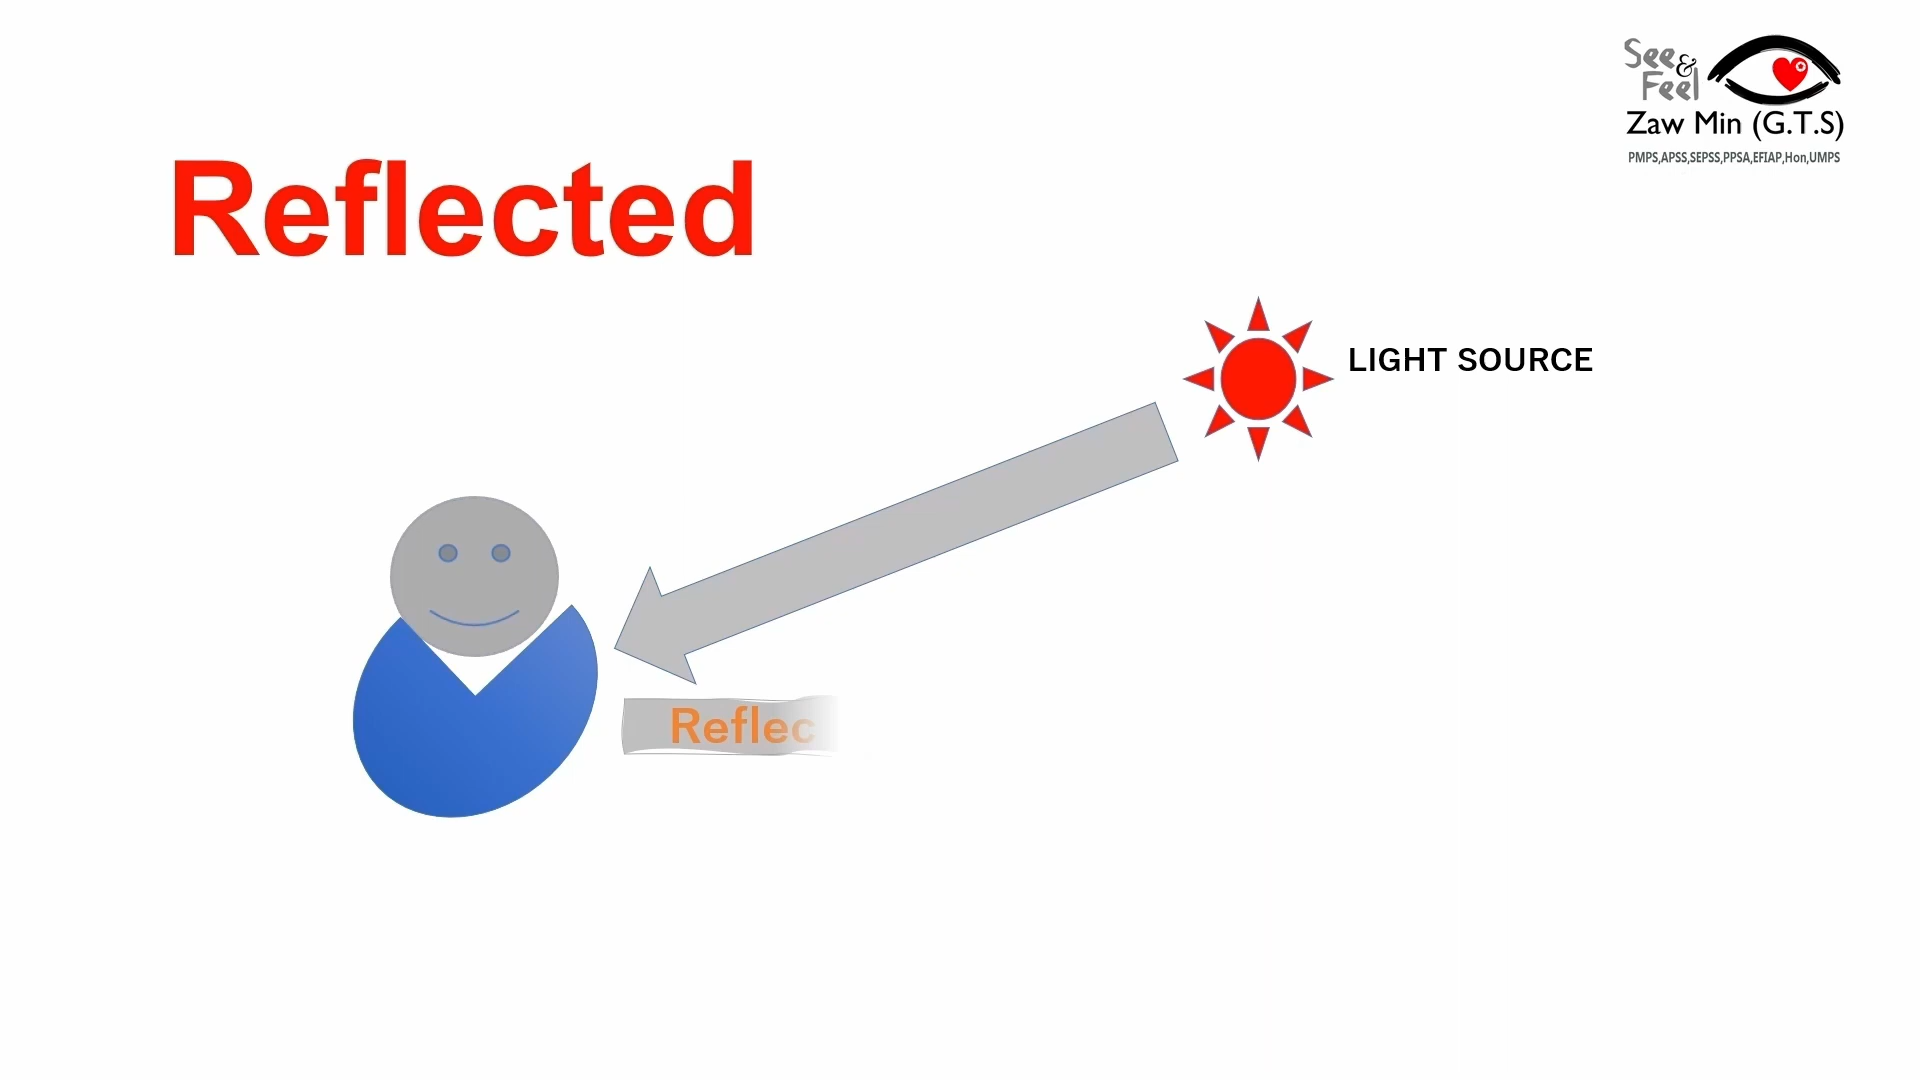 See &
Feel
Zaw Min (G.T.S)
PMPS,APSS,SEPSS,PPSA,EFIAP,Hon,UMPS
Reflected
LIGHT SOURCE
Reflec